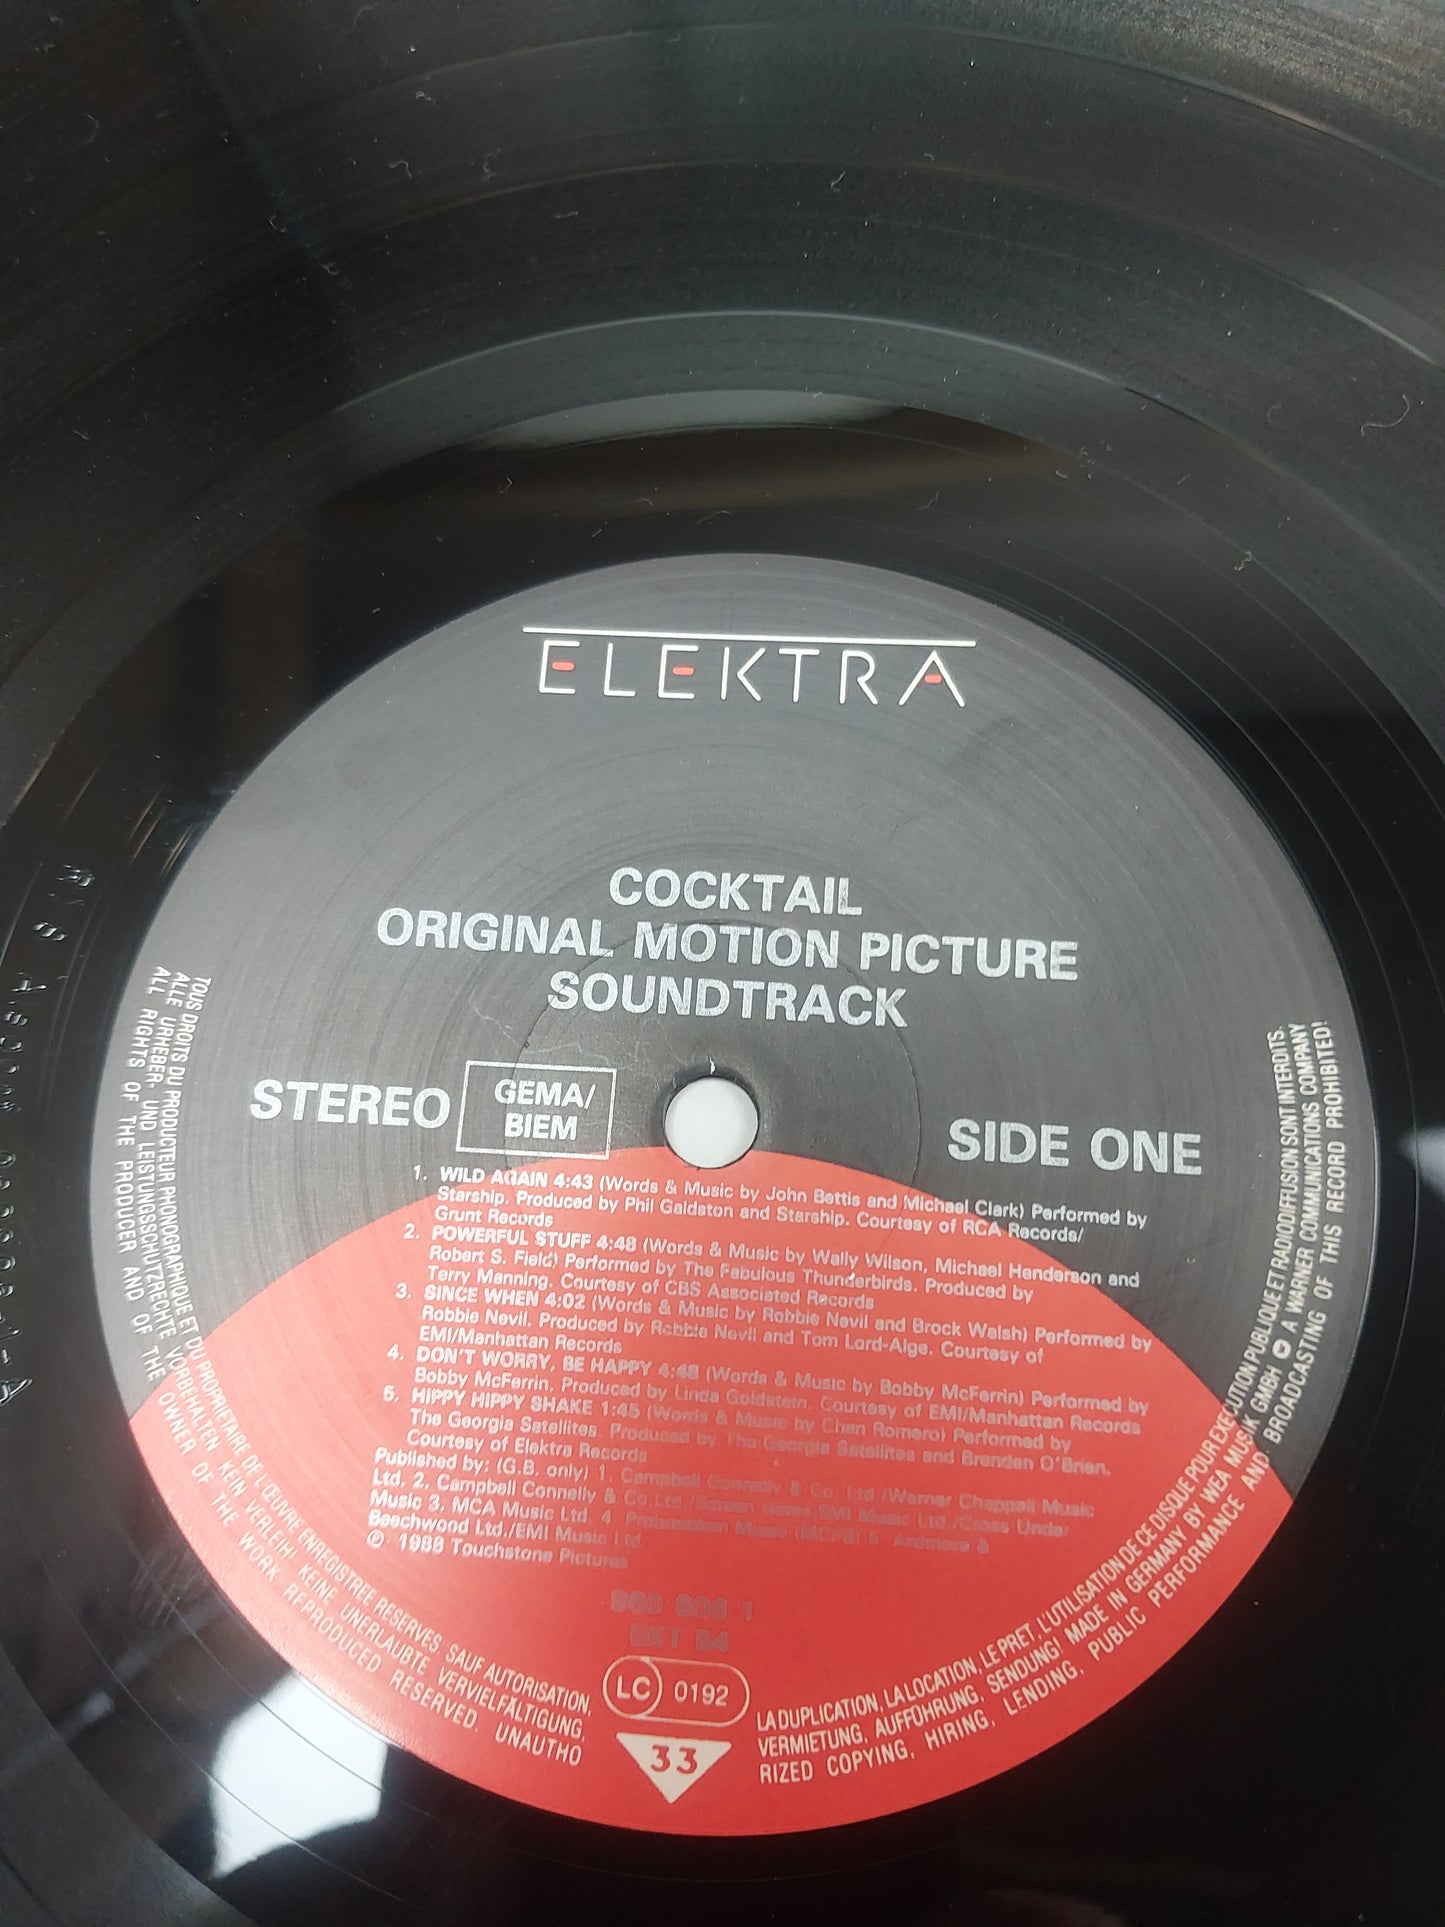 ELEKTRA
COCKTAIL
ORIGINAL MOTION PICTURE
SOUNDTRACK
STEREO
GEMA/
BIEM
SIDE ONE
1. WILD AGAIN 4:43 (Words & Music by John Bettis and Michael Clark) Performed by
Starship. Produced by Phil Galdston and Starship. Courtesy of RCA Records/
Grunt Records
2. POWERFUL STUFF 4:48 (Words & Music by Wally Wilson, Michael Henderson and
Robert S. Field) Performed by The Fabulous Thunderbirds. Produced by
Terry Manning. Courtesy of CBS Associated Records
3. SINCE WHEN 4:02 (Words & Music by Robbie Nevil and Brock Walsh) Performed by
Robbie Nevil. Produced by Robbie Nevil and Tom Lord-Alge. Courtesy of
EMI/Manhattan Records
4. DON'T WORRY, BE HAPPY 4:48 (Words & Music by Bobby McFerrin) Performed by
Bobby McFerrin. Produced by Linda Goldstein. Courtesy of EMI/Manhattan Records
5. HIPPY HIPPY SHAKE 1:45 (Words & Music by Chan Romero) Performed by
The Georgia Satellites. Produced by The Georgia Satellites and Brendan O'Brien.
Courtesy of Elektra Records
Published by: (G.B. only) 1. Campbell Connelly & Co. Ltd./Warner Chappell Music
Ltd. 2. Campbell Connelly & Co Ltd /Screen Gems-EMI Music Ltd./Cross Under
Music 3. MCA Music Ltd. 4. Music (MCPS) 5. Ardmore &
Beechwood Ltd./EMI Music Ltd.
℗ 1988 Touchstone Pictures
960 806-1
EKT 54
LC 0192
33
TOUS DROITS DU PRODUCTEUR PHONOGRAPHIQUE ET DU PROPRIETAIRE DE L'ŒUVRE ENREGISTREE RESERVES SAUF AUTORISATION, LA DUPLICATION, LA LOCATION, LE PRET, L'UTILISATION DE CE DISQUE POUR EXECUTION PUBLIQUE ET RADIODIFFUSION SONT INTERDITS.
ALLE URHEBER- UND LEISTUNGSSCHUTZRECHTE VORBEHALTEN KEIN VERLEIH! KEINE UNERLAUBTE VERVIELFÄLTIGUNG, VERMIETUNG, AUFFÜHRUNG, SENDUNG! MADE IN GERMANY BY WEA MUSIK GMBH A WARNER COMMUNICATIONS COMPANY
ALL RIGHTS OF THE PRODUCER AND OF THE OWNER OF THE WORK REPRODUCED RESERVED. UNAUTHO RIZED COPYING, HIRING, LENDING, PUBLIC PERFORMANCE AND BROADCASTING OF THIS RECORD PROHIBITED!